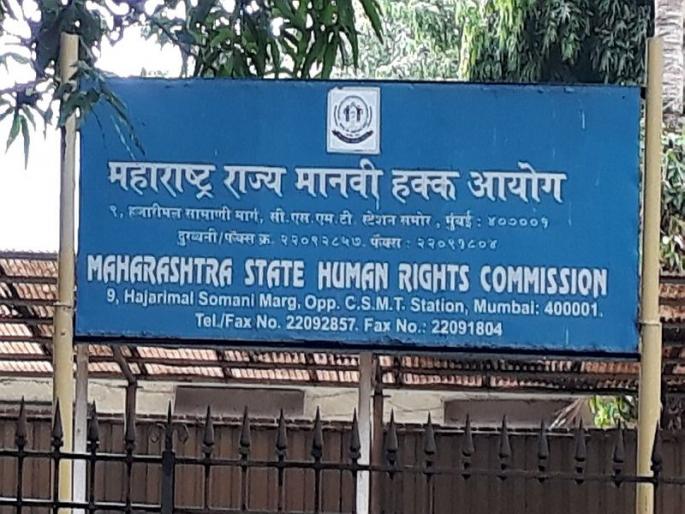 महाराष्ट्र राज्य मानवी हक्क आयोग
९, हजारीमल सोमाणी मार्ग, सी.एस.एम.टी. स्टेशन समोर, मुंबई : ४००००१
दुरध्वनी/फॅक्स क्र. २२०९२८५७. फॅक्स : २२०९१८०४
MAHARASHTRA STATE HUMAN RIGHTS COMMISSION
9, Hajarimal Somani Marg, Opp. C.S.M.T. Station, Mumbai: 400001.
Tel./Fax No. 22092857. Fax No.: 22091804